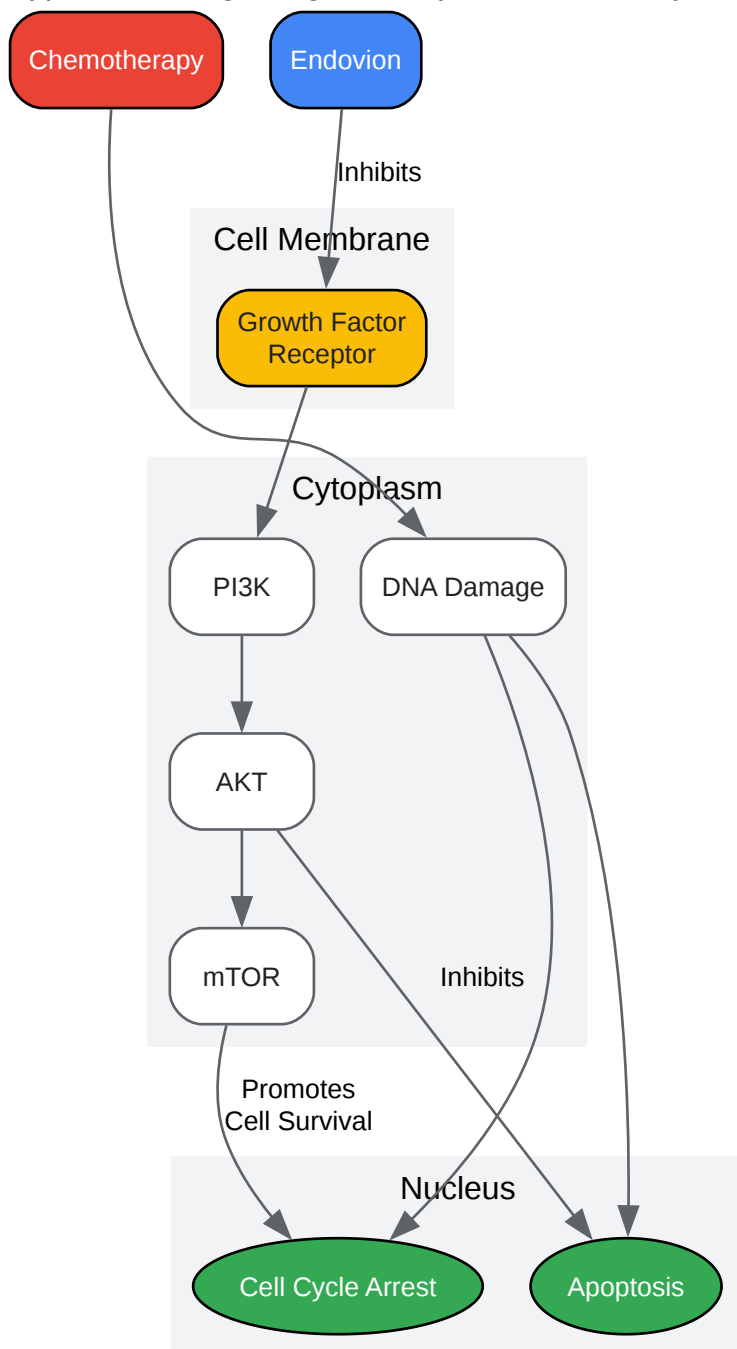 Chemotherapy
Endovion
Inhibits
Cell Membrane
Growth Factor
Receptor
Cytoplasm
PI3K
DNA Damage
AKT
mTOR
Inhibits
Promotes
Cell Survival
Nucleus
Cell Cycle Arrest
Apoptosis